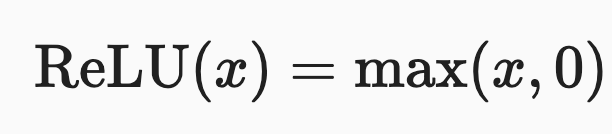 ReLU(x) = max(x, 0)